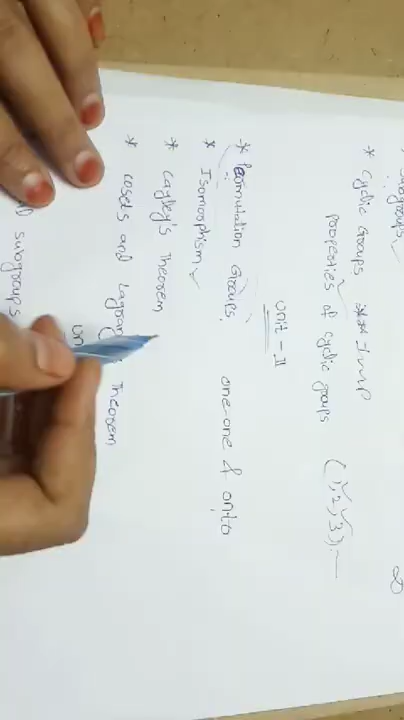 subgroups ✓
* Cyclic Groups *** Imp
properties of cyclic groups (1, 2, 3).
∞
Unit - II
* Permutation Groups. one-one & onto
* Isomorphism ✓
* Cayley's Theorem
* cosets and Theorem
subgroups